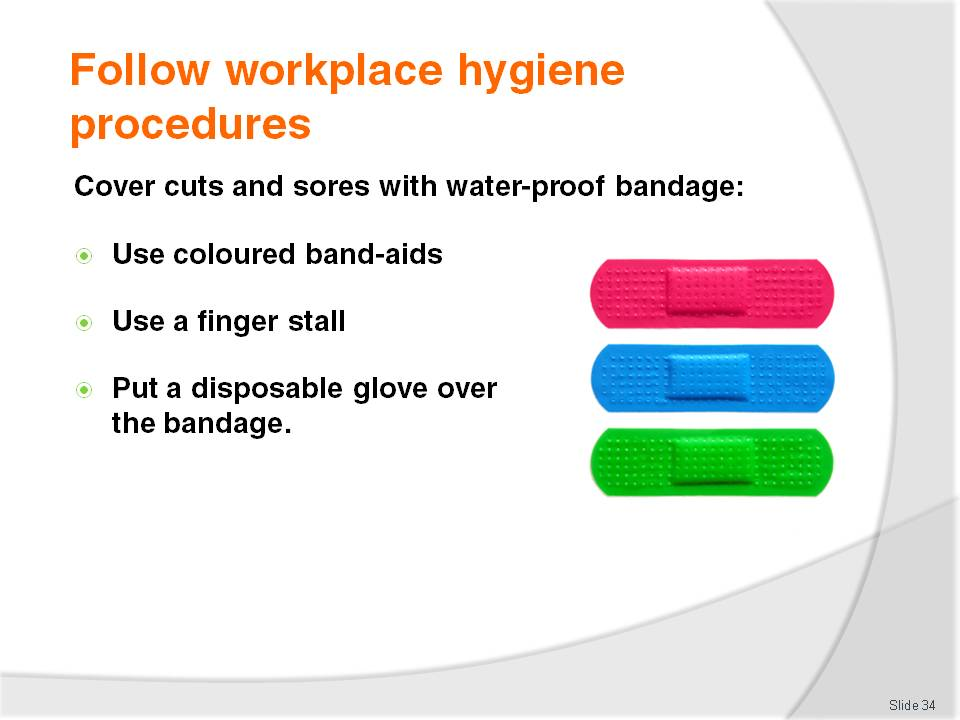 Follow workplace hygiene
procedures
Cover cuts and sores with water-proof bandage:
Use coloured band-aids
Use a finger stall
Put a disposable glove over
the bandage.
Slide 34